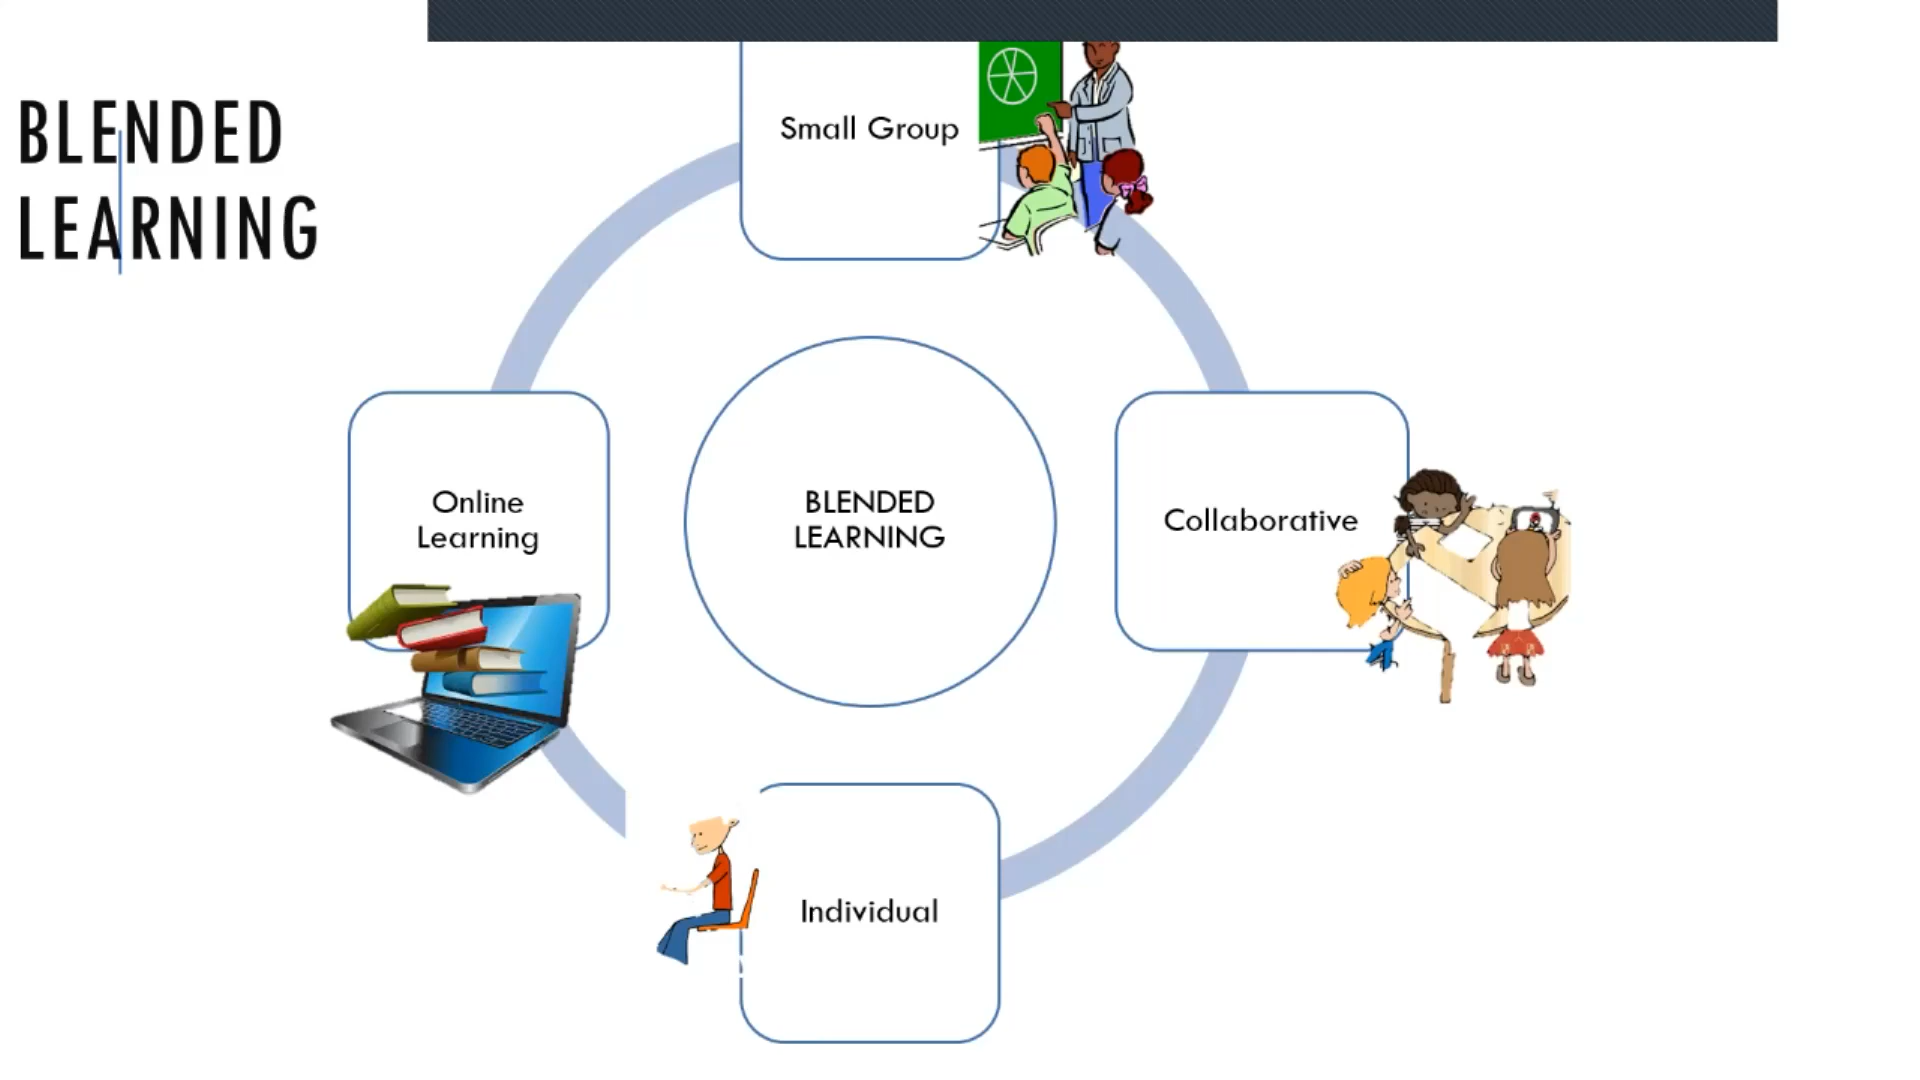 BLENDED
LEARNING
Small Group
Online
Learning
BLENDED
LEARNING
Collaborative
Individual